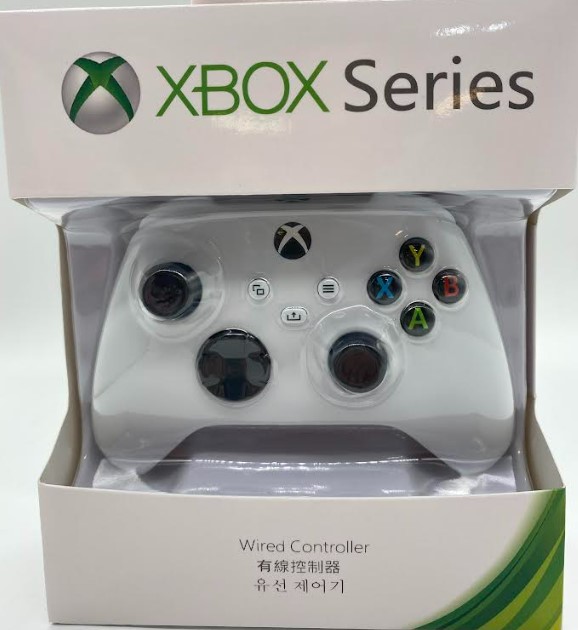 XBOX Series
Y
X B
A
Wired Controller
有線控制器
유선 제어기